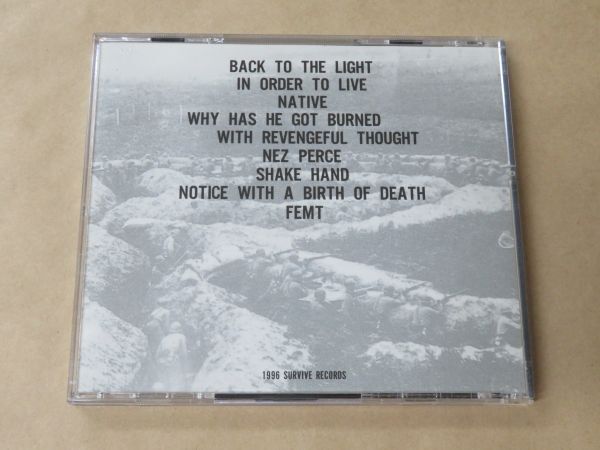 BACK TO THE LIGHT
IN ORDER TO LIVE
NATIVE
WHY HAS HE GOT BURNED
WITH REVENGEFUL THOUGHT
NEZ PERCE
SHAKE HAND
NOTICE WITH A BIRTH OF DEATH
FEMT
1996 SURVIVE RECORDS